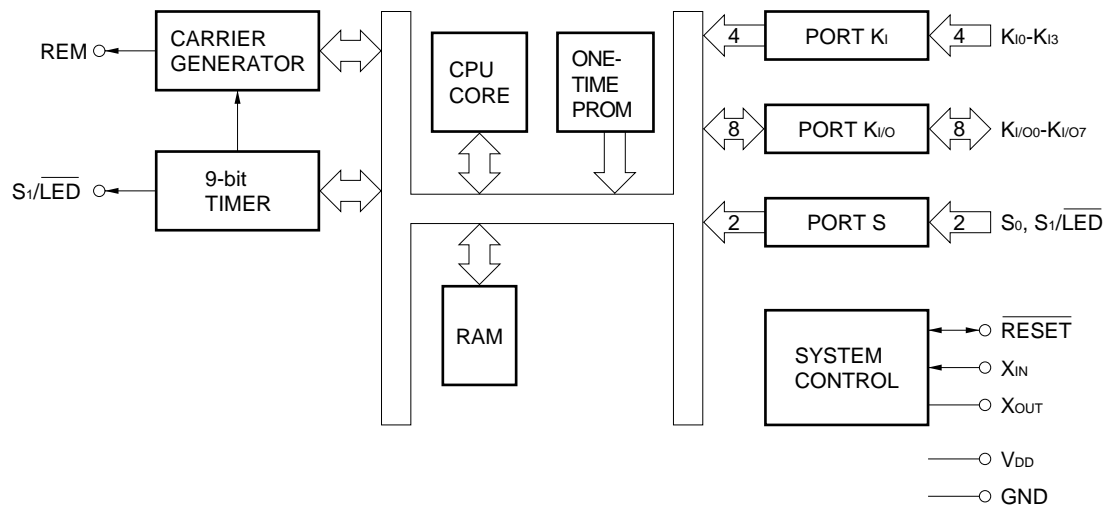 REM
CARRIER
GENERATOR
S1/LED
9-bit
TIMER
CPU
CORE
ONE-
TIME
PROM
RAM
4
PORT KI
4
KI0-KI3
8
PORT KI/O
8
KI/O0-KI/O7
2
PORT S
2
S0, S1/LED
SYSTEM
CONTROL
RESET
XIN
XOUT
VDD
GND